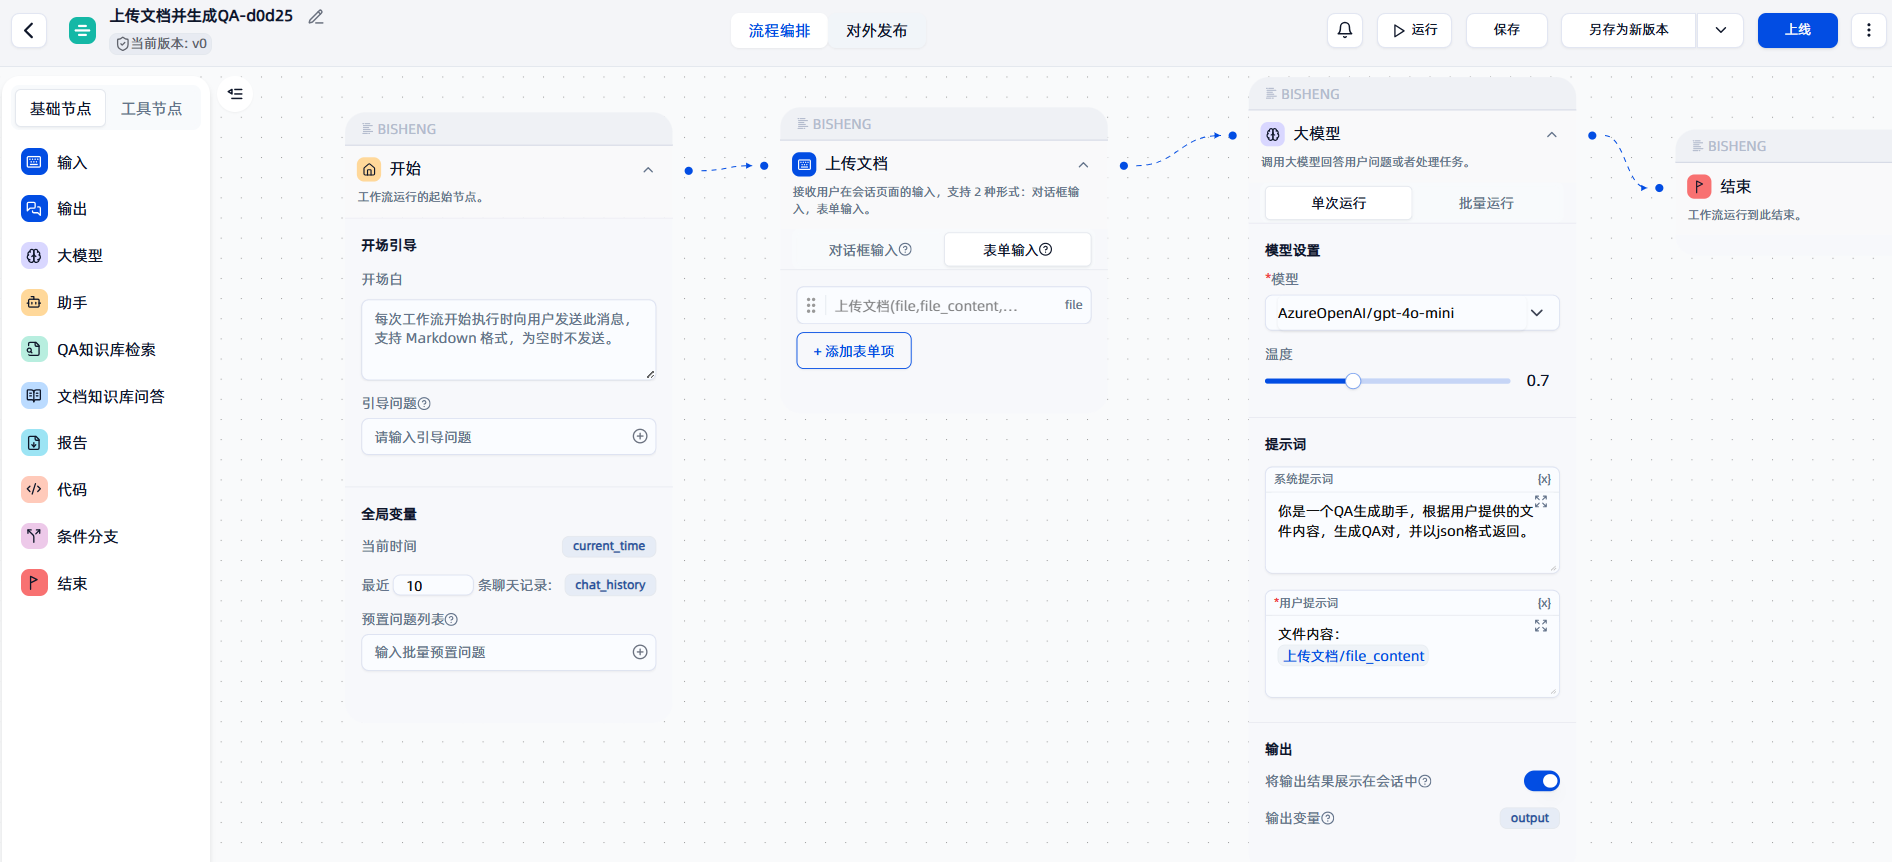 上传文档并生成QA-d0d25
当前版本: v0
流程编排
对外发布
运行
保存
另存为新版本
上线
基础节点
工具节点
输入
输出
大模型
助手
QA知识库检索
文档知识库问答
报告
代码
条件分支
结束
BISHENG
开始
工作流运行的起始节点。
开场引导
开场白
每次工作流开始执行时向用户发送此消息，
支持 Markdown 格式，为空时不发送。
引导问题
请输入引导问题
全局变量
当前时间
current_time
最近 10 条聊天记录:
chat_history
预置问题列表
输入批量预置问题
BISHENG
上传文档
接收用户在会话页面的输入，支持 2 种形式：对话框输
入，表单输入。
对话框输入
表单输入
上传文档(file,file_content,...
file
+ 添加表单项
BISHENG
大模型
调用大模型回答用户问题或者处理任务。
单次运行
批量运行
模型设置
*模型
AzureOpenAI/gpt-4o-mini
温度
0.7
提示词
系统提示词
{x}
你是一个QA生成助手，根据用户提供的文
件内容，生成QA对，并以json格式返回。
*用户提示词
{x}
文件内容：
上传文档/file_content
输出
将输出结果展示在会话中
输出变量
output
BISHENG
结束
工作流运行到此结束。